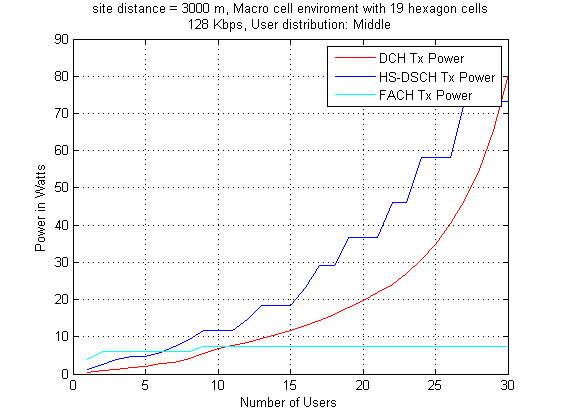 site distance = 3000 m, Macro cell enviroment with 19 hexagon cells
128 Kbps, User distribution: Middle
DCH Tx Power
HS-DSCH Tx Power
FACH Tx Power
Power in Watts
90
80
70
60
50
40
30
20
10
0
0 5 10 15 20 25 30
Number of Users